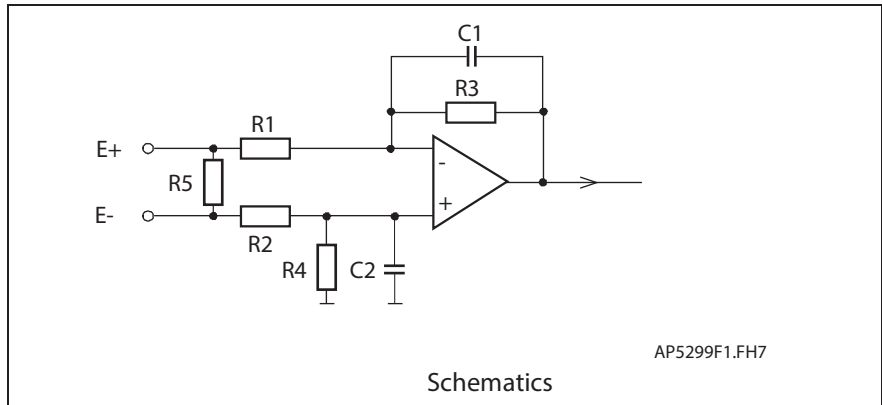 C1
R3
R1
E+
-
R5
+
E-
R2
R4
C2
AP5299F1.FH7
Schematics